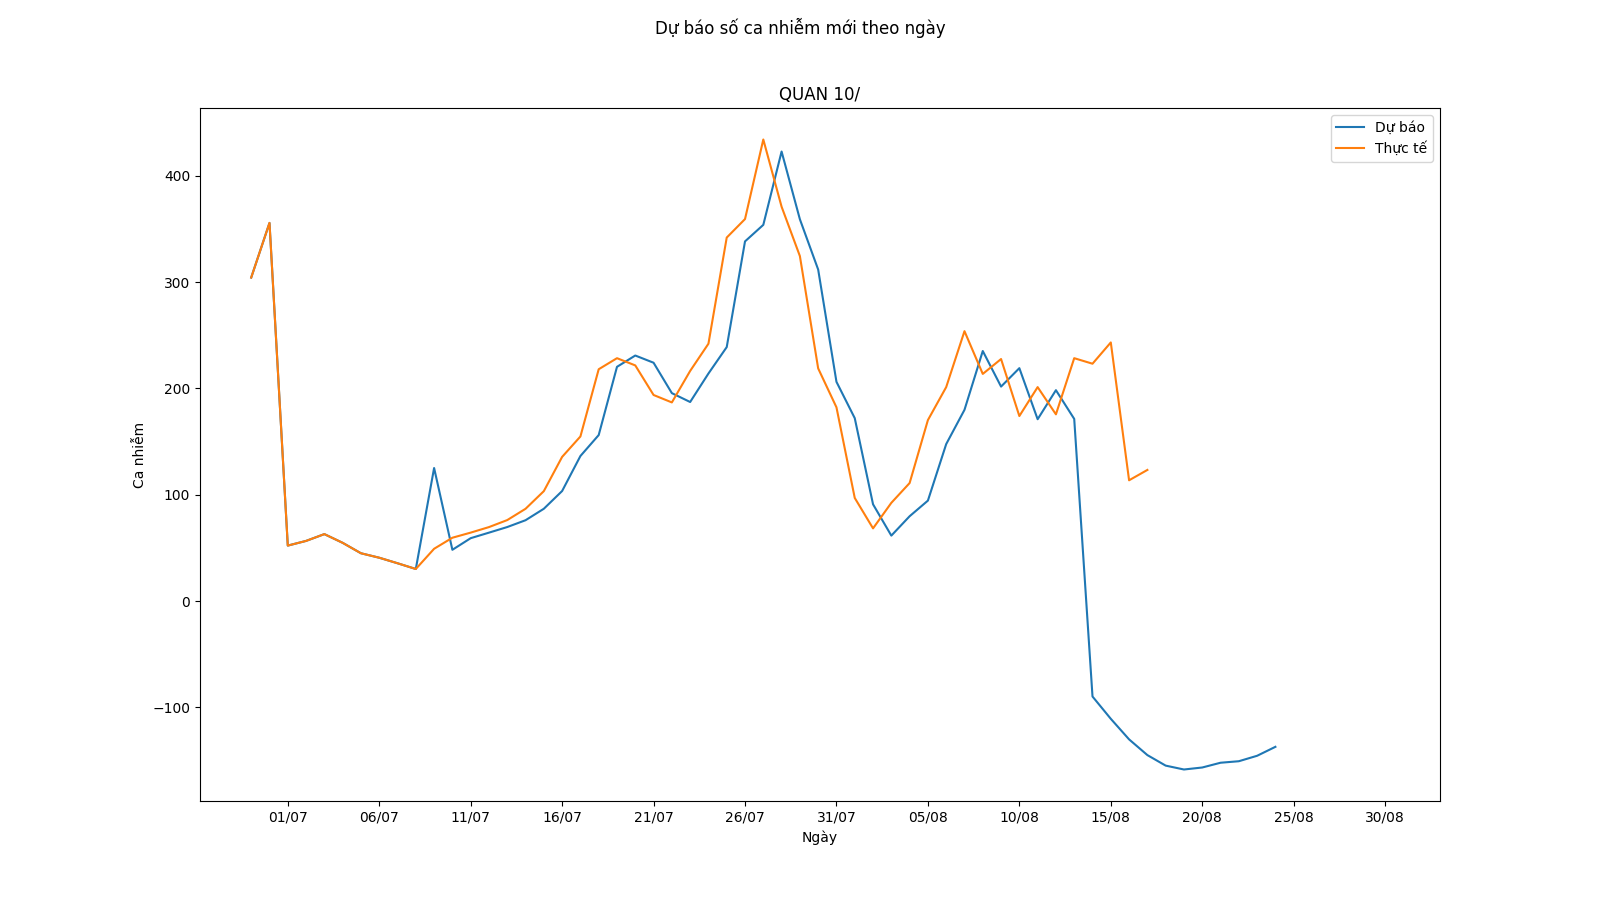 Dự báo số ca nhiễm mới theo ngày
QUAN 10/
Dự báo
Thực tế
400
300
200
100
0
−100
Ca nhiễm
01/07 06/07 11/07 16/07 21/07 26/07 31/07 05/08 10/08 15/08 20/08 25/08 30/08
Ngày